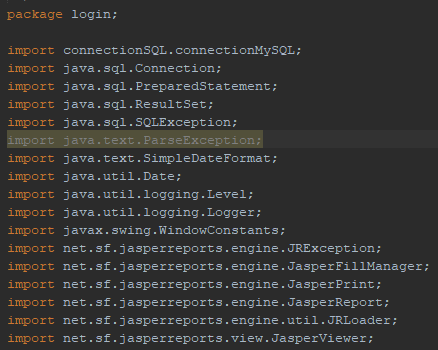 package login;
import connectionSQL.connectionMySQL;
import java.sql.Connection;
import java.sql.PreparedStatement;
import java.sql.ResultSet;
import java.sql.SQLException;
import java.text.ParseException;
import java.text.SimpleDateFormat;
import java.util.Date;
import java.util.logging.Level;
import java.util.logging.Logger;
import javax.swing.WindowConstants;
import net.sf.jasperreports.engine.JRException;
import net.sf.jasperreports.engine.JasperFillManager;
import net.sf.jasperreports.engine.JasperPrint;
import net.sf.jasperreports.engine.JasperReport;
import net.sf.jasperreports.engine.util.JRLoader;
import net.sf.jasperreports.view.JasperViewer;